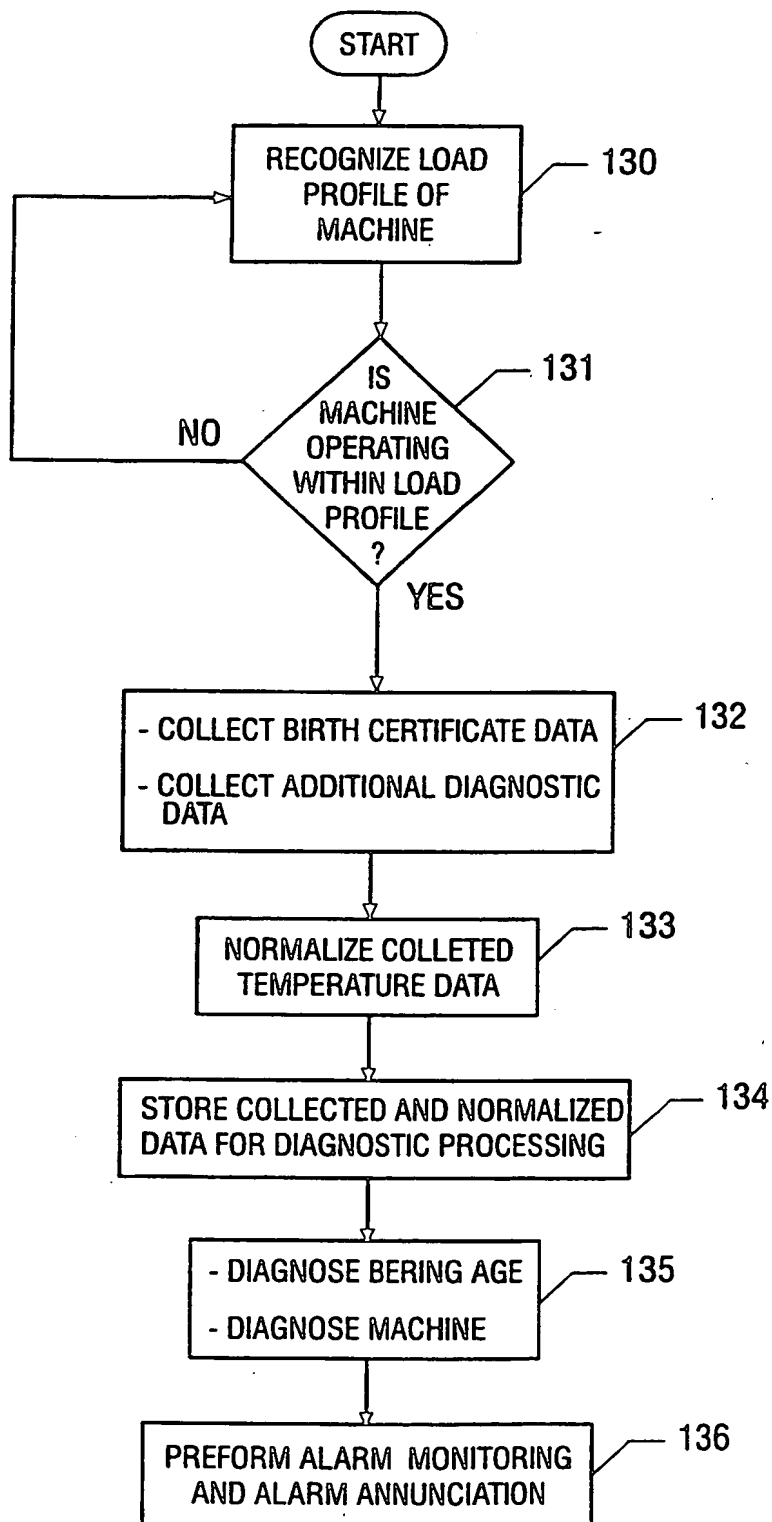 START
RECOGNIZE LOAD
PROFILE OF
MACHINE
130
IS
MACHINE
OPERATING
WITHIN LOAD
PROFILE
?
131
NO
YES
- COLLECT BIRTH CERTIFICATE DATA
- COLLECT ADDITIONAL DIAGNOSTIC
DATA
132
NORMALIZE COLLETED
TEMPERATURE DATA
133
STORE COLLECTED AND NORMALIZED
DATA FOR DIAGNOSTIC PROCESSING
134
- DIAGNOSE BERING AGE
- DIAGNOSE MACHINE
135
PREFORM ALARM MONITORING
AND ALARM ANNUNCIATION
136